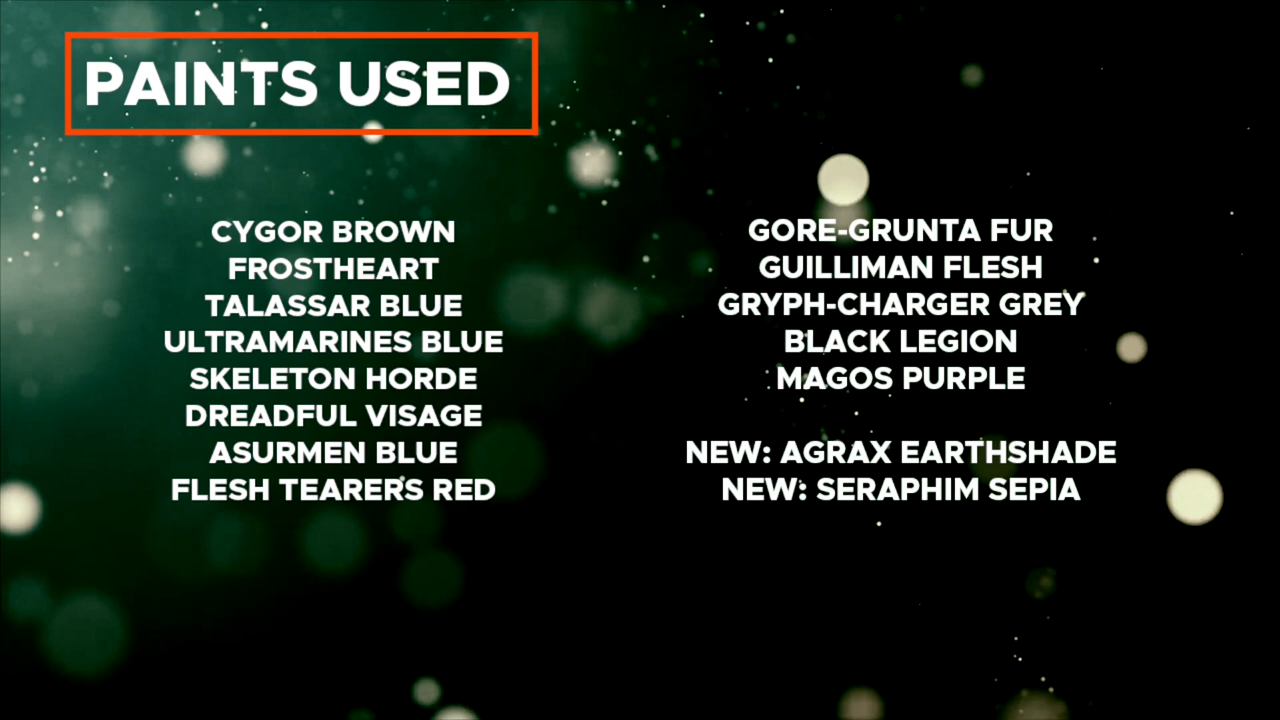 PAINTS USED
CYGOR BROWN
FROSTHEART
TALASSAR BLUE
ULTRAMARINES BLUE
SKELETON HORDE
DREADFUL VISAGE
ASURMEN BLUE
FLESH TEARERS RED
GORE-GRUNTA FUR
GUILLIMAN FLESH
GRYPH-CHARGER GREY
BLACK LEGION
MAGOS PURPLE
NEW: AGRAX EARTHSHADE
NEW: SERAPHIM SEPIA